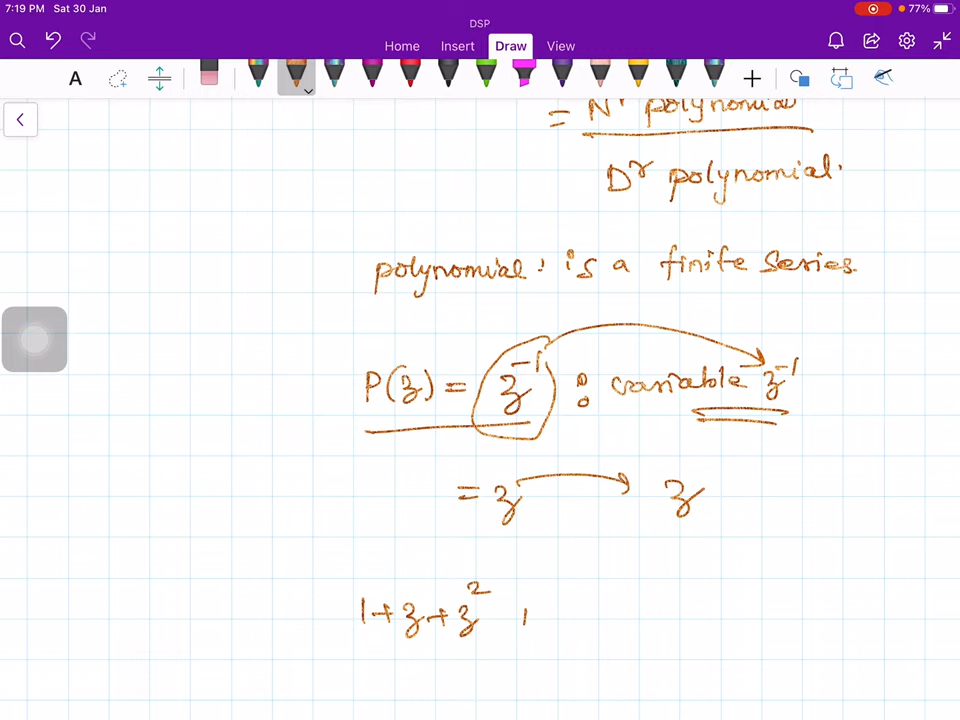 7:19 PM Sat 30 Jan
77%
DSP
Home Insert Draw View
A
= Nr polynomial
Dr polynomial.
polynomial : is a finite series.
P(z) = z⁻¹ : variable z⁻¹
= z → z
1+z+z² 1